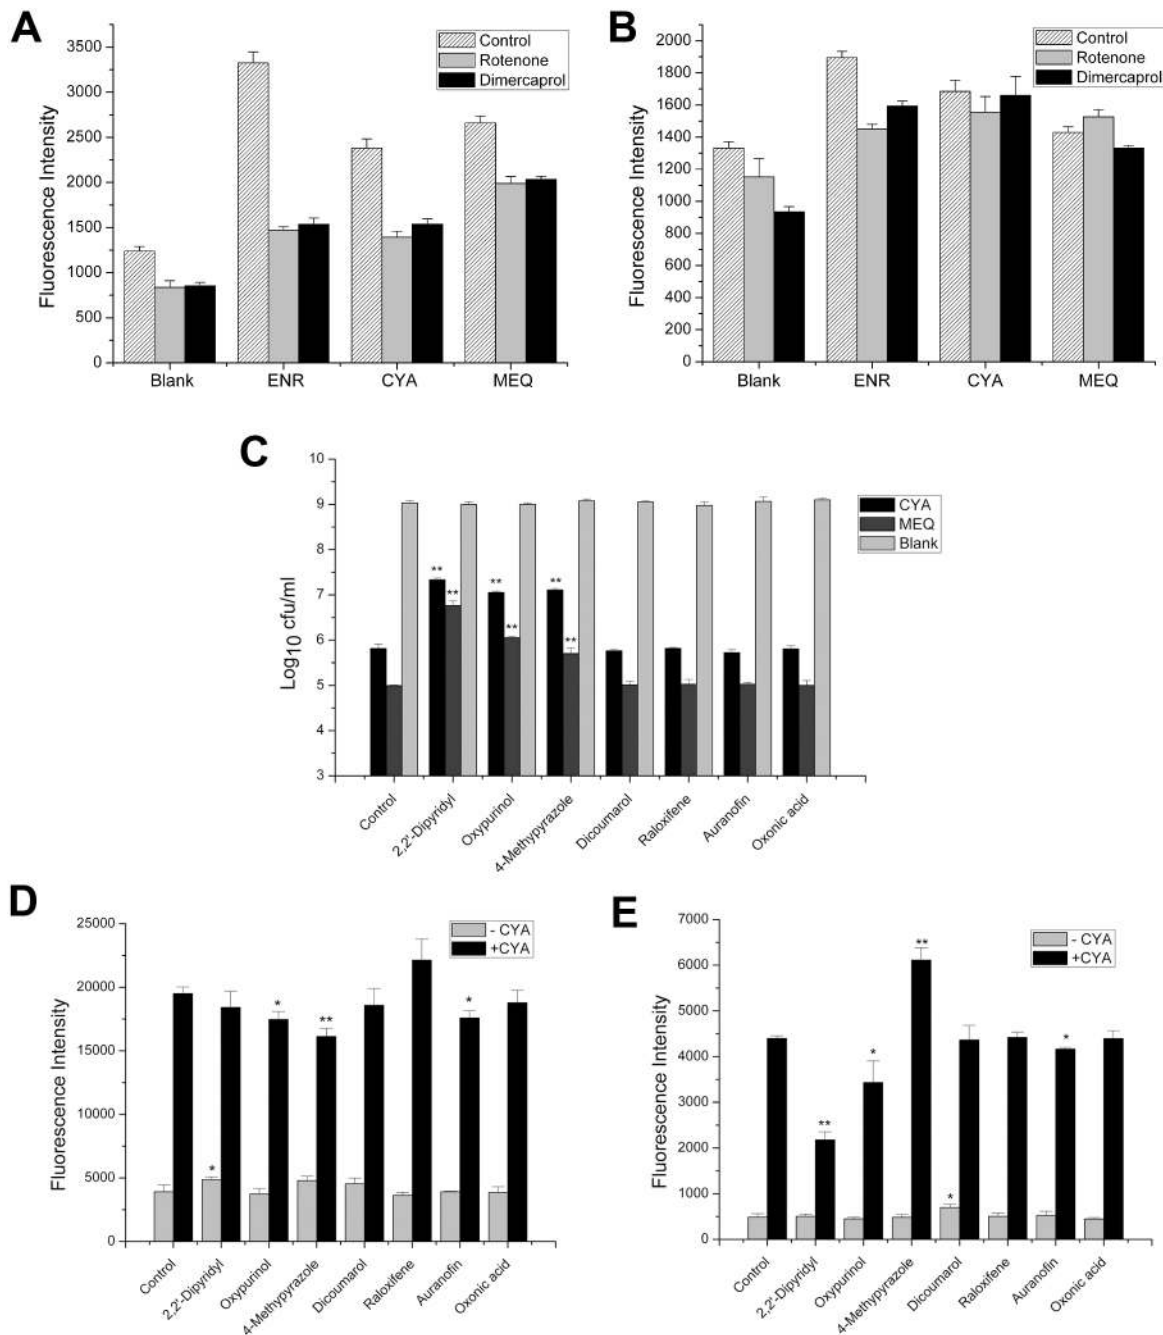 A
Fluorescence Intensity
3500
3000
2500
2000
1500
1000
500
0
Control
Rotenone
Dimercaprol
Blank ENR CYA MEQ
B
Fluorescence Intensity
2000
1800
1600
1400
1200
1000
800
600
400
200
0
Control
Rotenone
Dimercaprol
Blank ENR CYA MEQ
C
Log10 cfu/ml
10
9
8
7
6
5
4
3
CYA
MEQ
Blank
** ** ** ** ** **
Control
2,2'-Dipyridyl
Oxypurinol
4-Methypyrazole
Dicoumarol
Raloxifene
Auranofin
Oxonic acid
D
Fluorescence Intensity
25000
20000
15000
10000
5000
0
- CYA
+CYA
* * ** *
Control
2,2'-Dipyridyl
Oxypurinol
4-Methypyrazole
Dicoumarol
Raloxifene
Auranofin
Oxonic acid
E
Fluorescence Intensity
7000
6000
5000
4000
3000
2000
1000
0
- CYA
+CYA
** * ** * *
Control
2,2'-Dipyridyl
Oxypurinol
4-Methypyrazole
Dicoumarol
Raloxifene
Auranofin
Oxonic acid